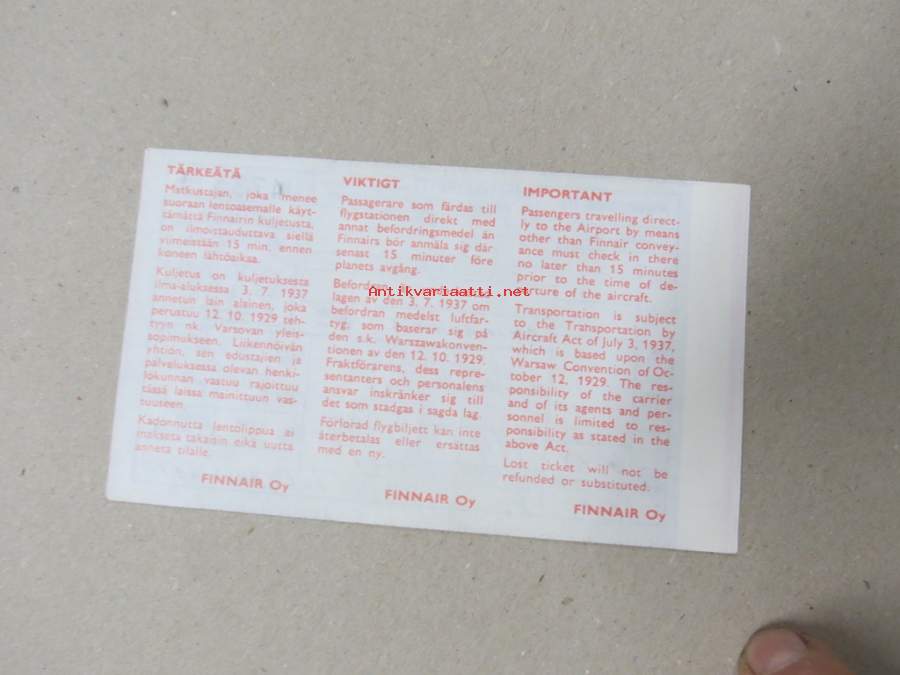 TÄRKEÄTÄ
Matkustajan, joka menee
suoraan lentoasemalle käyt-
tämättä Finnairin kuljetusta,
on ilmoittauduttava siellä
viimeistään 15 min. ennen
koneen lähtöaikaa.
Kuljetus on kuljetuksesta
ilma-aluksessa 3. 7. 1937
annetun lain alainen, joka
perustuu 12. 10. 1929 teh-
tyyn nk. Varsovan yleis-
sopimukseen. Liikennöivän
yhtiön, sen edustajien ja
palveluksessa olevan henki-
lökunnan vastuu rajoittuu
tässä laissa mainittuun vas-
tuuseen.
Kadonnutta lentolippua ei
makseta takaisin eikä uutta
anneta tilalle.
FINNAIR Oy
VIKTIGT
Passagerare som färdas till
flygstationen direkt med
annat befordringsmedel än
Finnairs bör anmäla sig där
senast 15 minuter före
planets avgång.
Befordran
lagen av den 3. 7. 1937 om
befordran medelst luftfar-
tyg, som baserar sig på
den s.k. Warszawakonven-
tionen av den 12. 10. 1929.
Fraktförarens, dess repre-
sentanters och personalens
ansvar inskränker sig till
det som stadgas i sagda lag.
Förlorad flygbiljett kan inte
återbetalas eller ersättas
med en ny.
FINNAIR Oy
IMPORTANT
Passengers travelling direct-
ly to the Airport by means
other than Finnair convey-
ance must check in there
no later than 15 minutes
prior to the time of de-
parture of the aircraft.
Transportation is subject
to the Transportation by
Aircraft Act of July 3, 1937,
which is based upon the
Warsaw Convention of Oc-
tober 12, 1929. The res-
ponsibility of the carrier
and of its agents and per-
sonnel is limited to res-
ponsibility as stated in the
above Act.
Lost ticket will not be
refunded or substituted.
FINNAIR Oy
Antikvariaatti.net